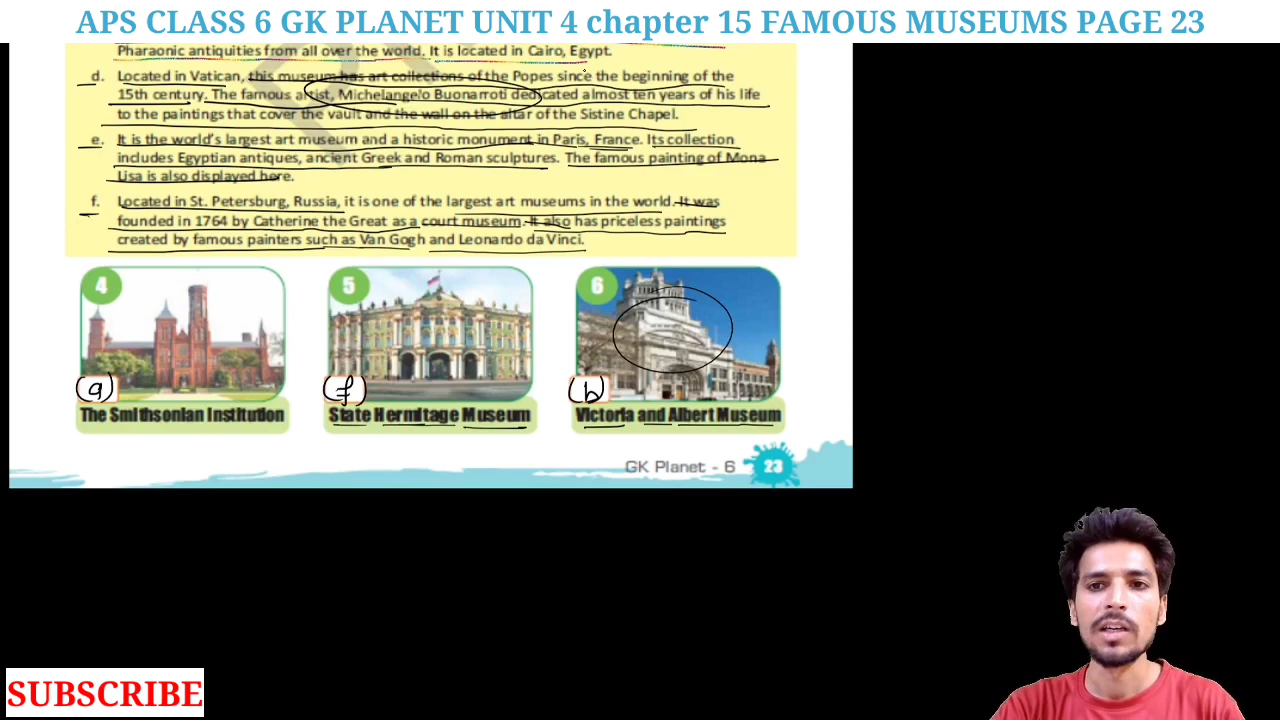 APS CLASS 6 GK PLANET UNIT 4 chapter 15 FAMOUS MUSEUMS PAGE 23
Pharaonic antiquities from all over the world. It is located in Cairo, Egypt.
d. Located in Vatican, this museum has art collections of the Popes since the beginning of the
15th century. The famous artist, Michelangelo Buonarroti dedicated almost ten years of his life
to the paintings that cover the vault and the wall on the altar of the Sistine Chapel.
e. It is the world's largest art museum and a historic monument in Paris, France. Its collection
includes Egyptian antiques, ancient Greek and Roman sculptures. The famous painting of Mona
Lisa is also displayed here.
f. Located in St. Petersburg, Russia, it is one of the largest art museums in the world. It was
founded in 1764 by Catherine the Great as a court museum. It also has priceless paintings
created by famous painters such as Van Gogh and Leonardo da Vinci.
4 5 6
(a) (f) (b)
The Smithsonian Institution State Hermitage Museum Victoria and Albert Museum
GK Planet - 6 23
SUBSCRIBE